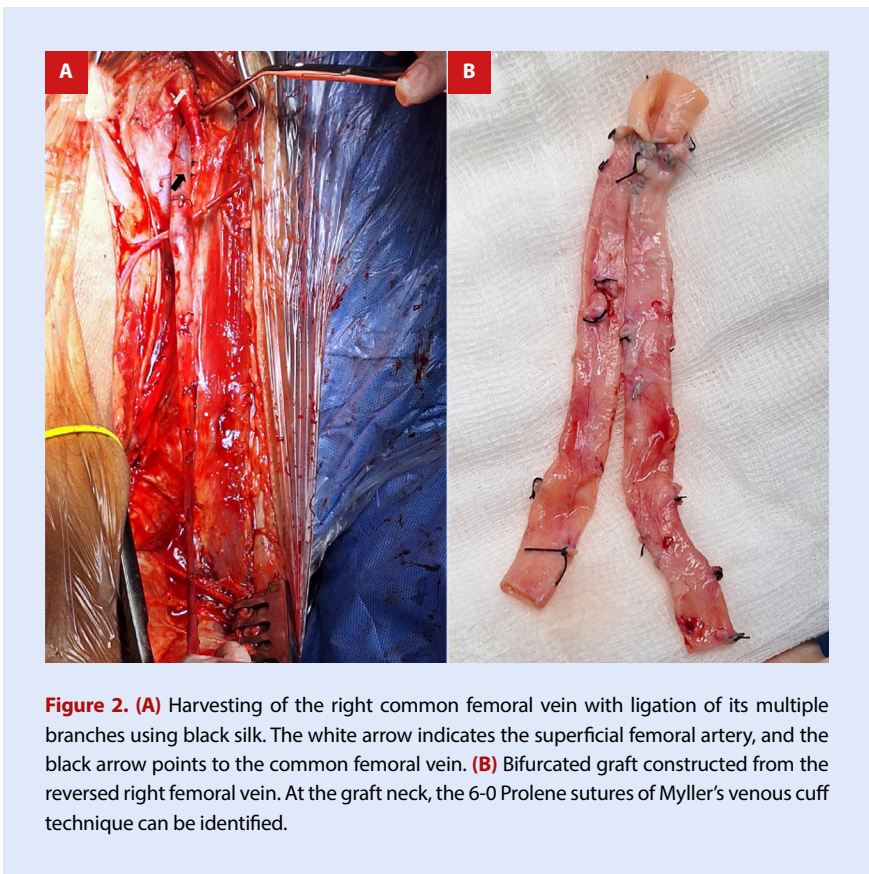 A
B
Figure 2. (A) Harvesting of the right common femoral vein with ligation of its multiple
branches using black silk. The white arrow indicates the superficial femoral artery, and the
black arrow points to the common femoral vein. (B) Bifurcated graft constructed from the
reversed right femoral vein. At the graft neck, the 6-0 Prolene sutures of Myller’s venous cuff
technique can be identified.